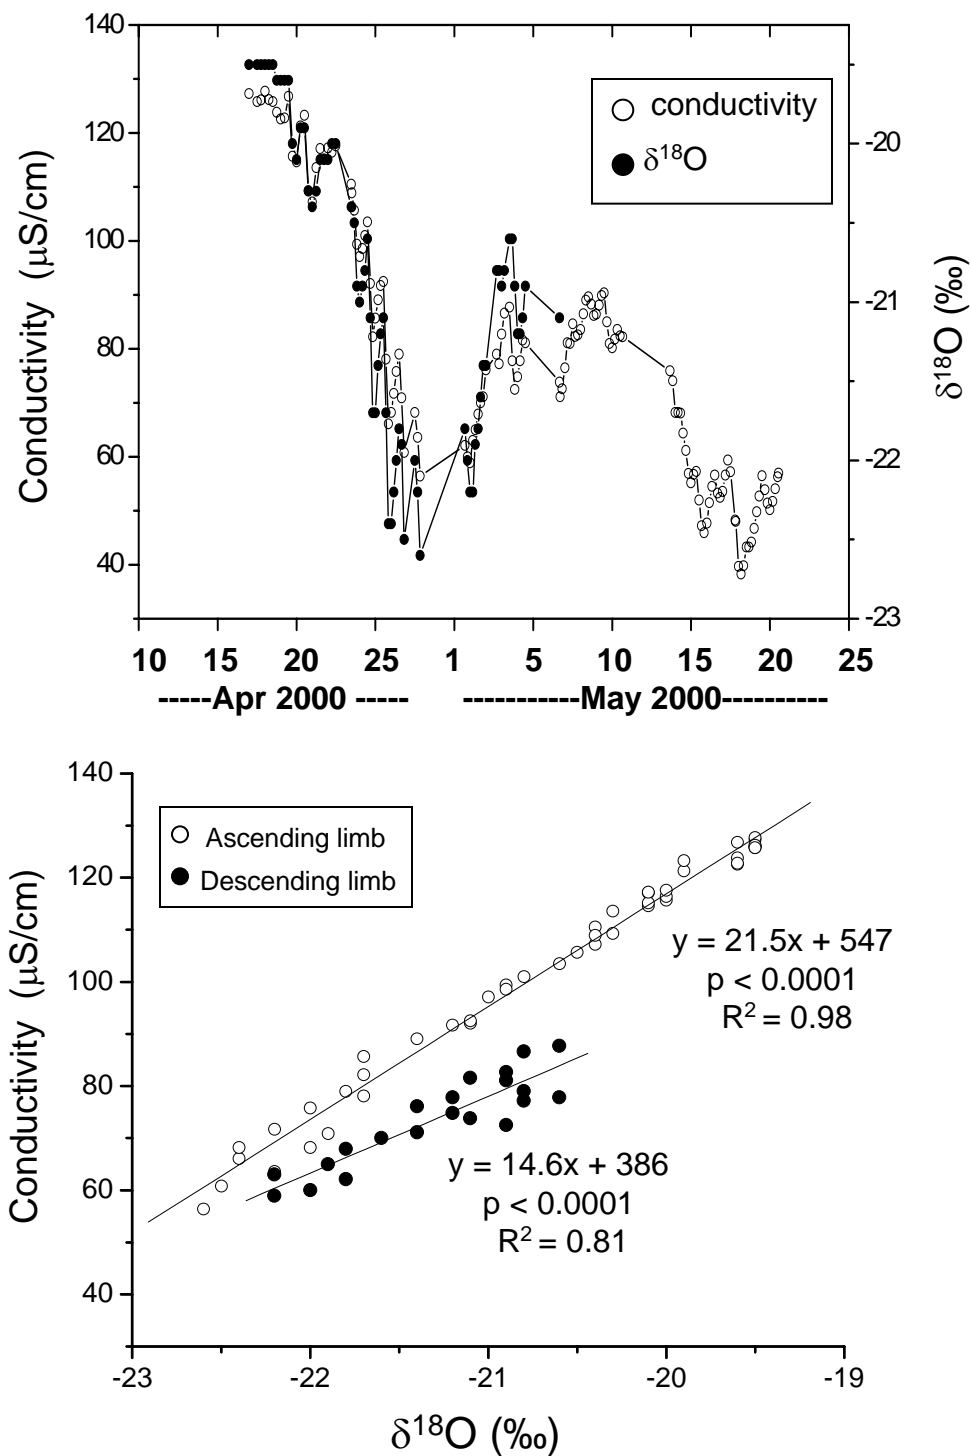 140
120
100
80
60
40
Conductivity (μS/cm)
conductivity
δ18O
-20
-21
-22
-23
δ18O (‰)
10 15 20 25 1 5 10 15 20 25
-----Apr 2000 ----- -----------May 2000----------
140
120
100
80
60
40
Conductivity (μS/cm)
Ascending limb
Descending limb
y = 21.5x + 547
p < 0.0001
R2 = 0.98
y = 14.6x + 386
p < 0.0001
R2 = 0.81
-23 -22 -21 -20 -19
δ18O (‰)